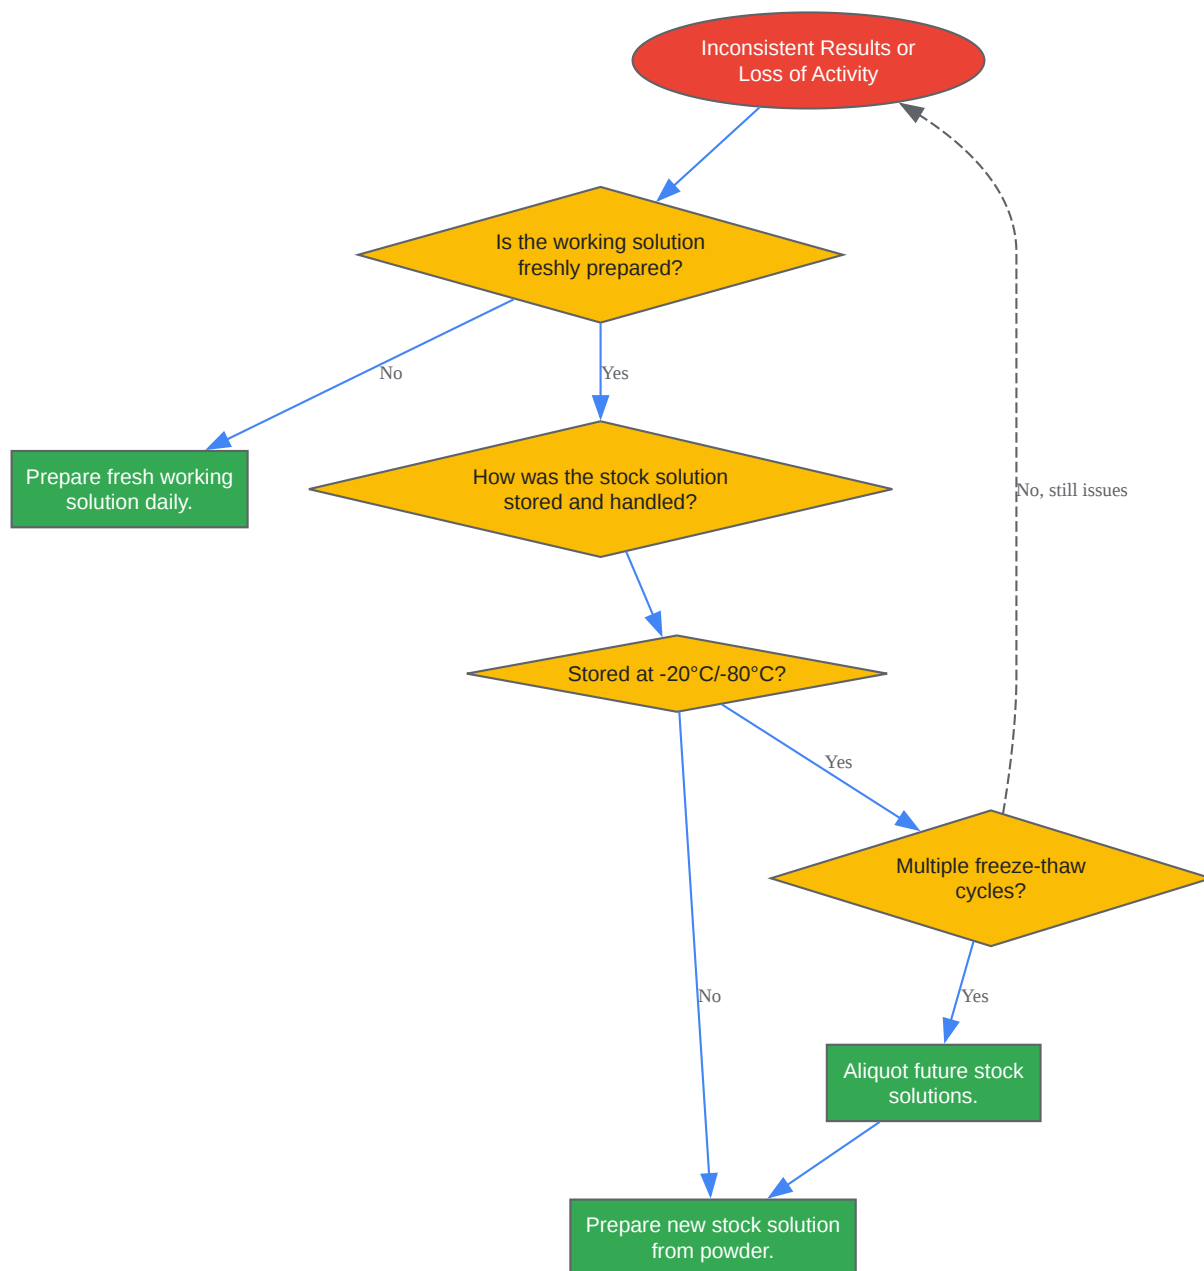 Inconsistent Results or
Loss of Activity
Is the working solution
freshly prepared?
No
Yes
Prepare fresh working
solution daily.
How was the stock solution
stored and handled?
No, still issues
Stored at -20°C/-80°C?
Yes
Multiple freeze-thaw
cycles?
No
Yes
Aliquot future stock
solutions.
Prepare new stock solution
from powder.